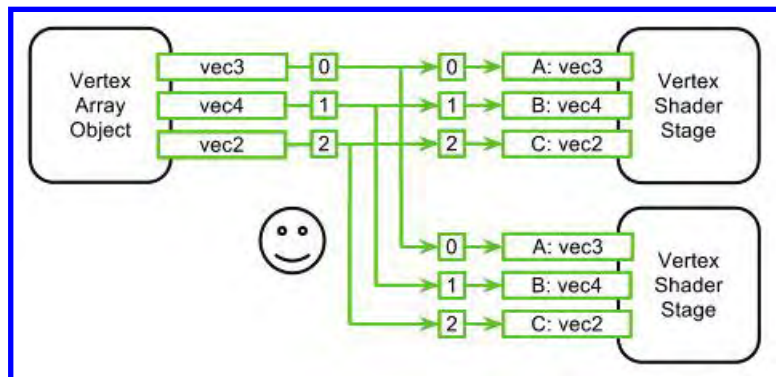 Vertex
Array
Object
vec3
vec4
vec2
0
1
2
0
1
2
A: vec3
B: vec4
C: vec2
Vertex
Shader
Stage
0
1
2
A: vec3
B: vec4
C: vec2
Vertex
Shader
Stage